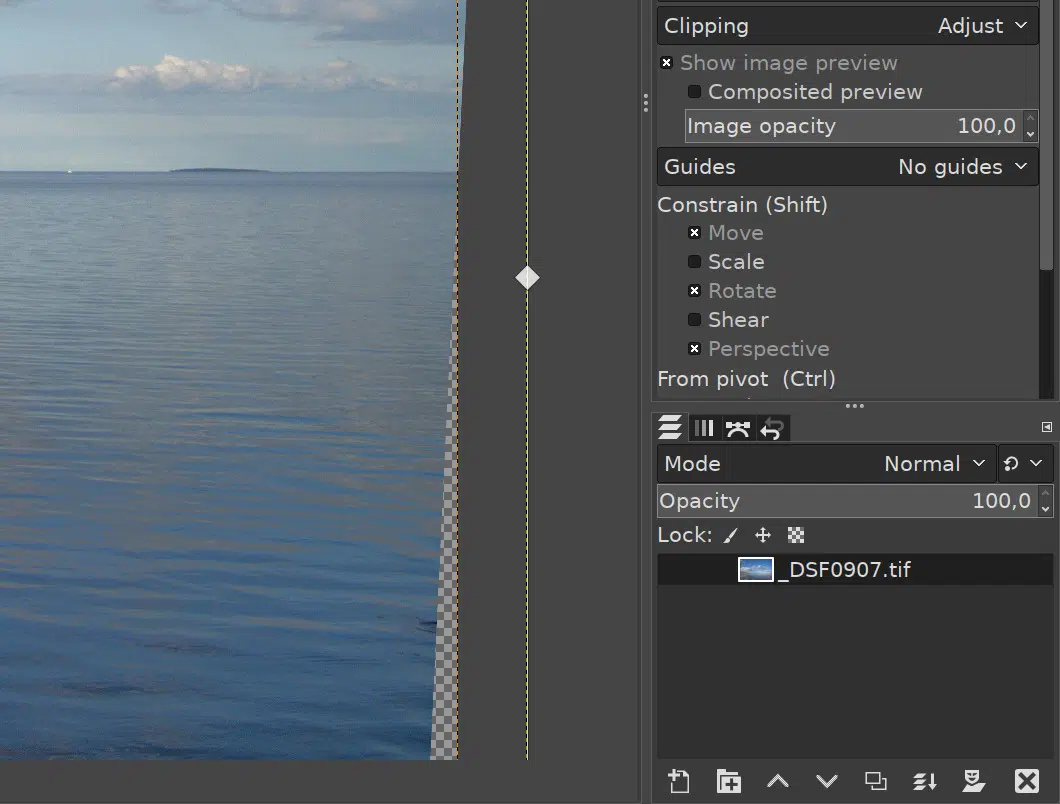 Clipping Adjust
Show image preview
Composited preview
Image opacity 100,0
Guides No guides
Constrain (Shift)
Move
Scale
Rotate
Shear
Perspective
From pivot (Ctrl)
Mode Normal
Opacity 100,0
Lock:
_DSF0907.tif